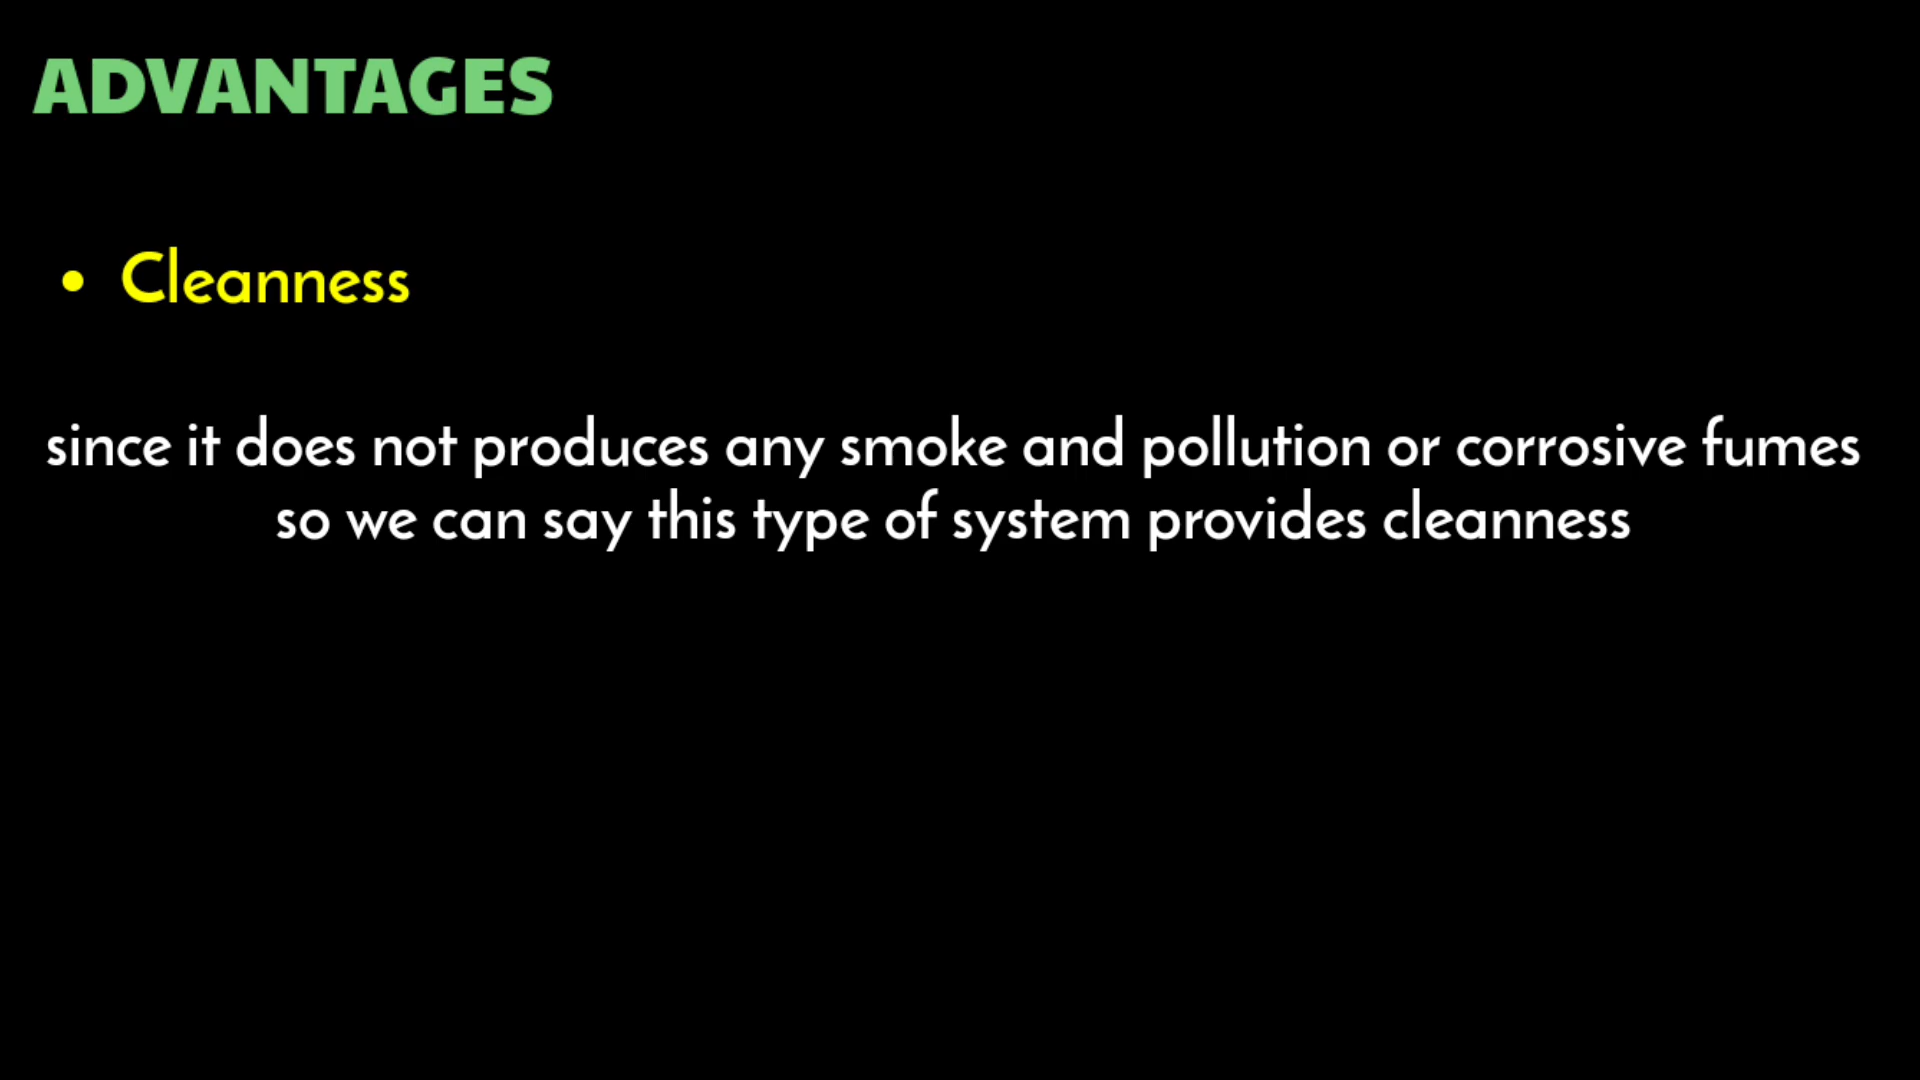 ADVANTAGES
• Cleanness
since it does not produces any smoke and pollution or corrosive fumes
so we can say this type of system provides cleanness